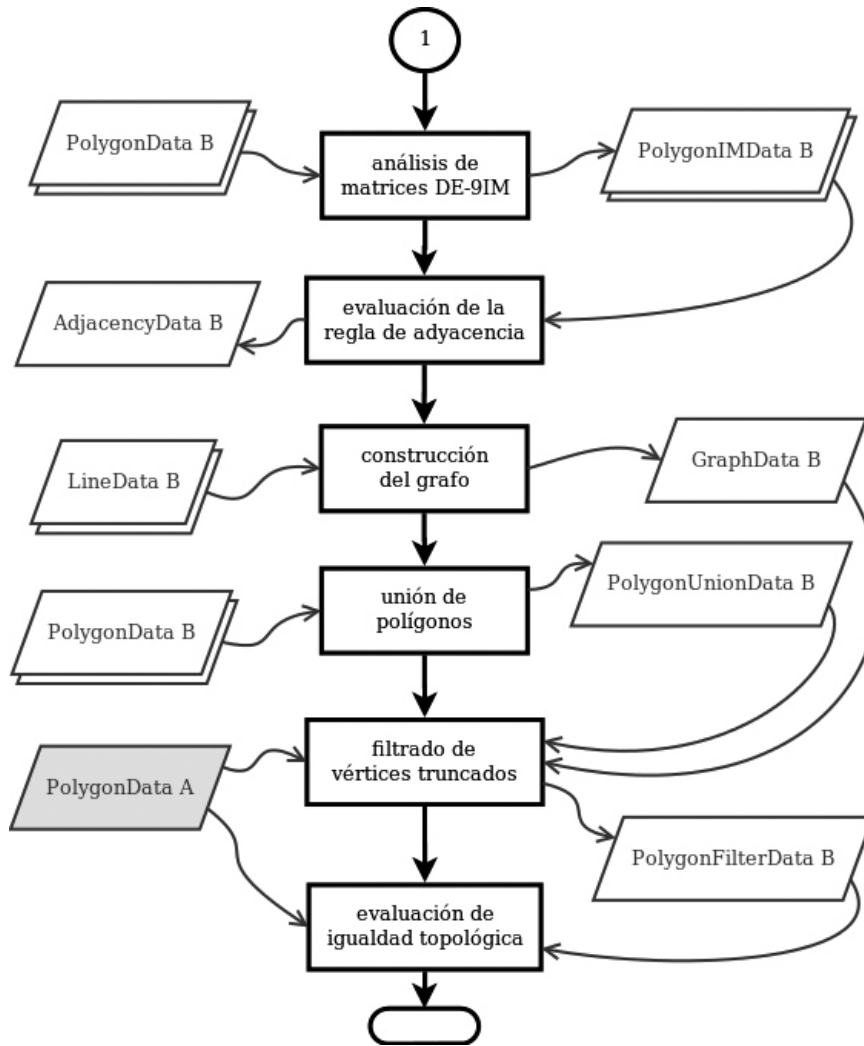 1
PolygonData B
análisis de
matrices DE-9IM
PolygonIMData B
AdjacencyData B
evaluación de la
regla de adyacencia
LineData B
construcción
del grafo
GraphData B
PolygonData B
unión de
polígonos
PolygonUnionData B
PolygonData A
filtrado de
vértices truncados
PolygonFilterData B
evaluación de
igualdad topológica